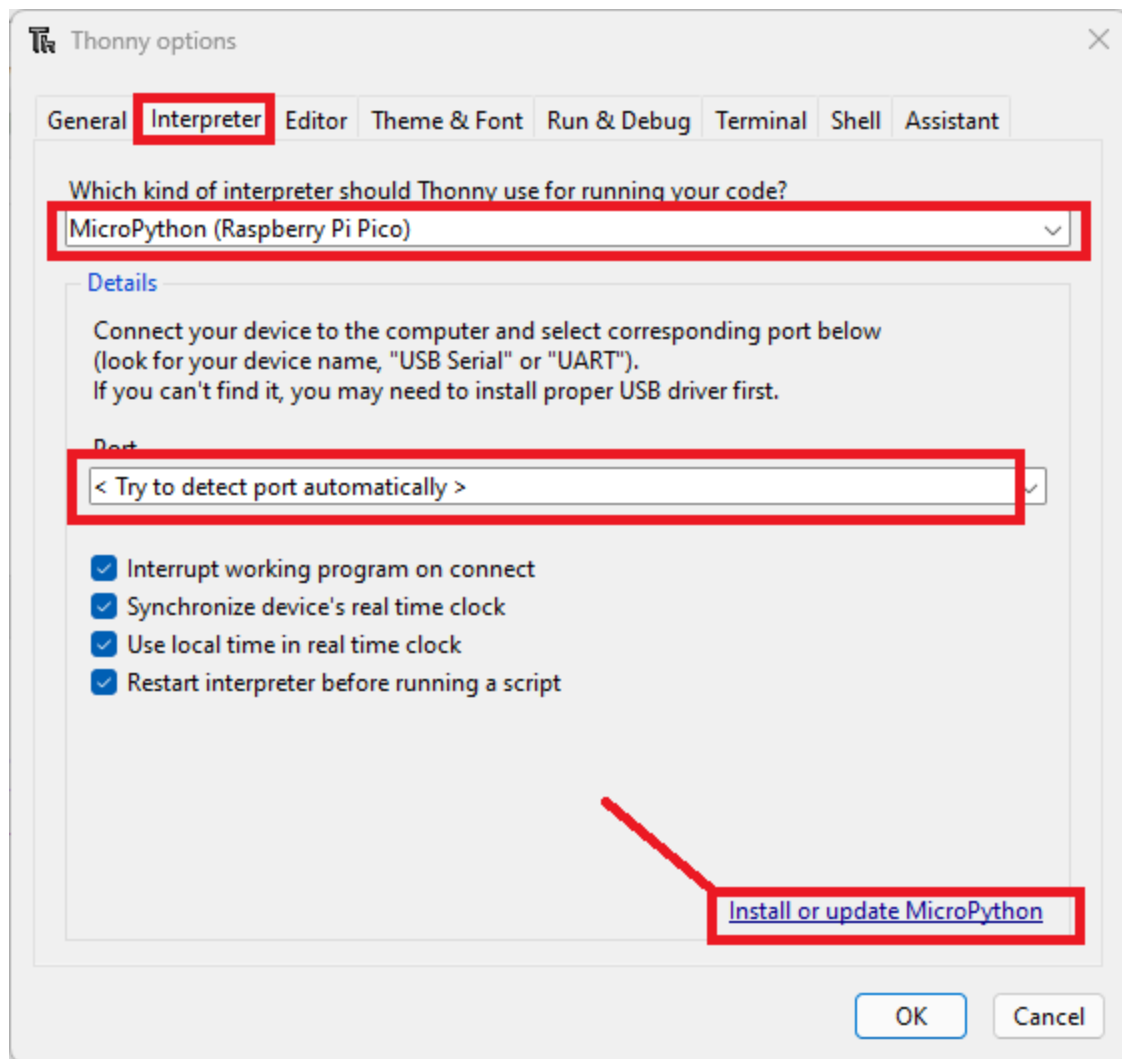 Thonny options
General Interpreter Editor Theme & Font Run & Debug Terminal Shell Assistant
Which kind of interpreter should Thonny use for running your code?
MicroPython (Raspberry Pi Pico)
Details
Connect your device to the computer and select corresponding port below
(look for your device name, "USB Serial" or "UART").
If you can't find it, you may need to install proper USB driver first.
Port
< Try to detect port automatically >
Interrupt working program on connect
Synchronize device's real time clock
Use local time in real time clock
Restart interpreter before running a script
Install or update MicroPython
OK Cancel